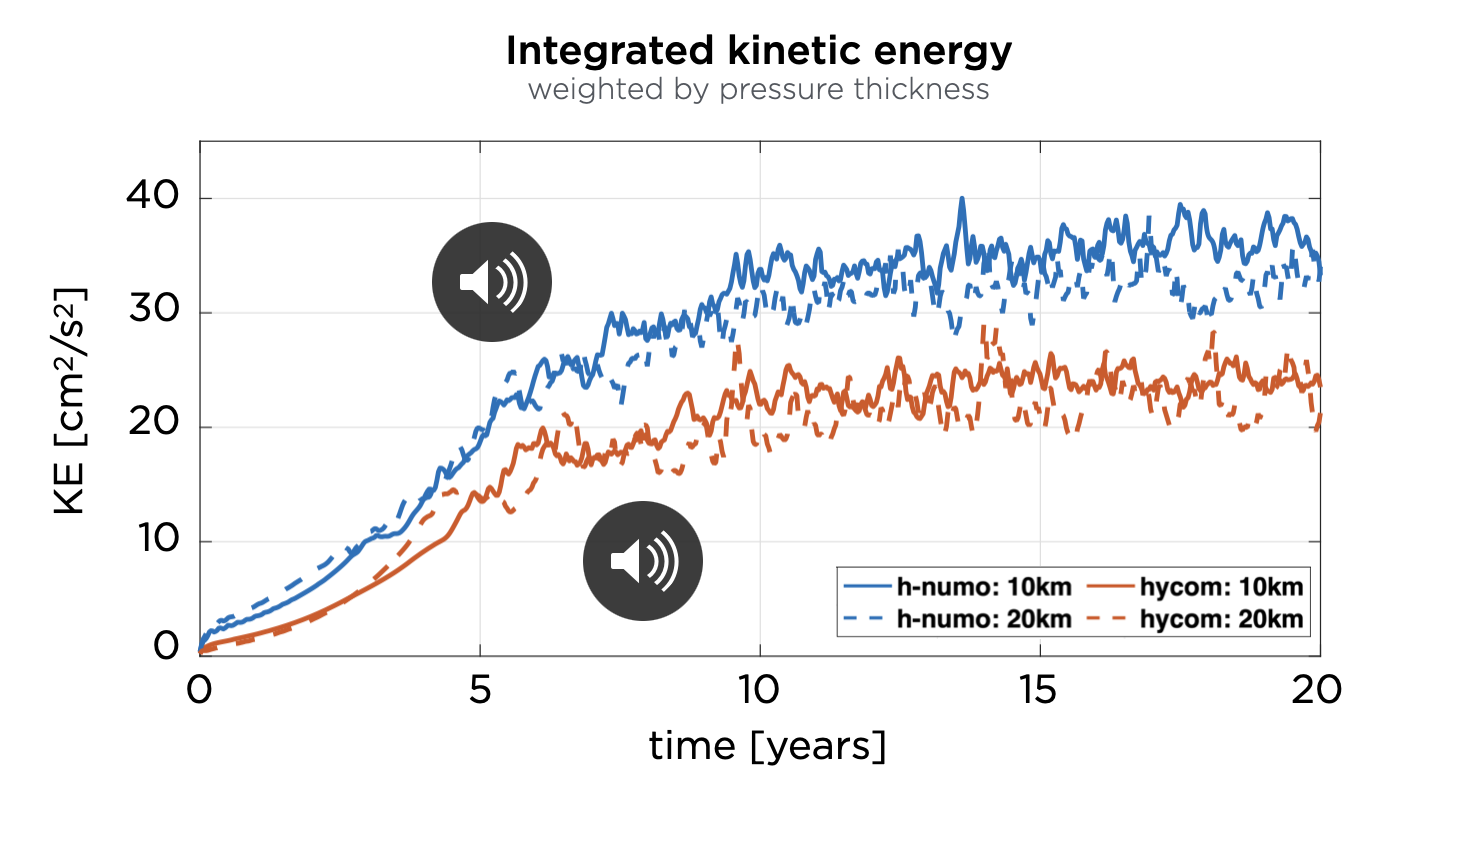 Integrated kinetic energy
weighted by pressure thickness
KE [cm²/s²]
40
30
20
10
0
0 5 10 15 20
time [years]
h-numo: 10km hycom: 10km
h-numo: 20km hycom: 20km